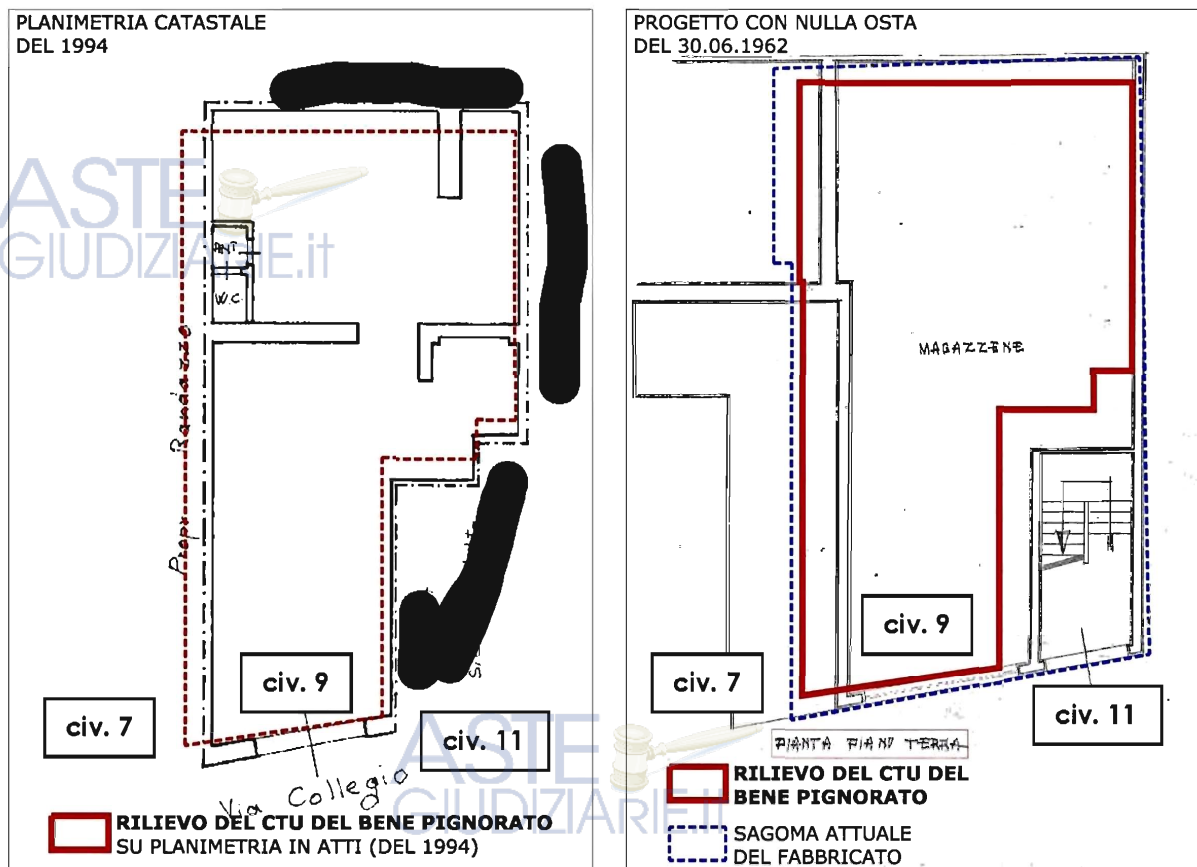 PLANIMETRIA CATASTALE
DEL 1994
ASTE
GIUDIZIARIE.it
ANT
W.C.
Propr. Randazzo
civ. 9
civ. 7
civ. 11
Via Collegio
RILIEVO DEL CTU DEL BENE PIGNORATO
SU PLANIMETRIA IN ATTI (DEL 1994)
PROGETTO CON NULLA OSTA
DEL 30.06.1962
MAGAZZENE
civ. 9
civ. 7
civ. 11
PIANTA PIANO TERRA
ASTE
GIUDIZIARIE.it
RILIEVO DEL CTU DEL
BENE PIGNORATO
SAGOMA ATTUALE
DEL FABBRICATO